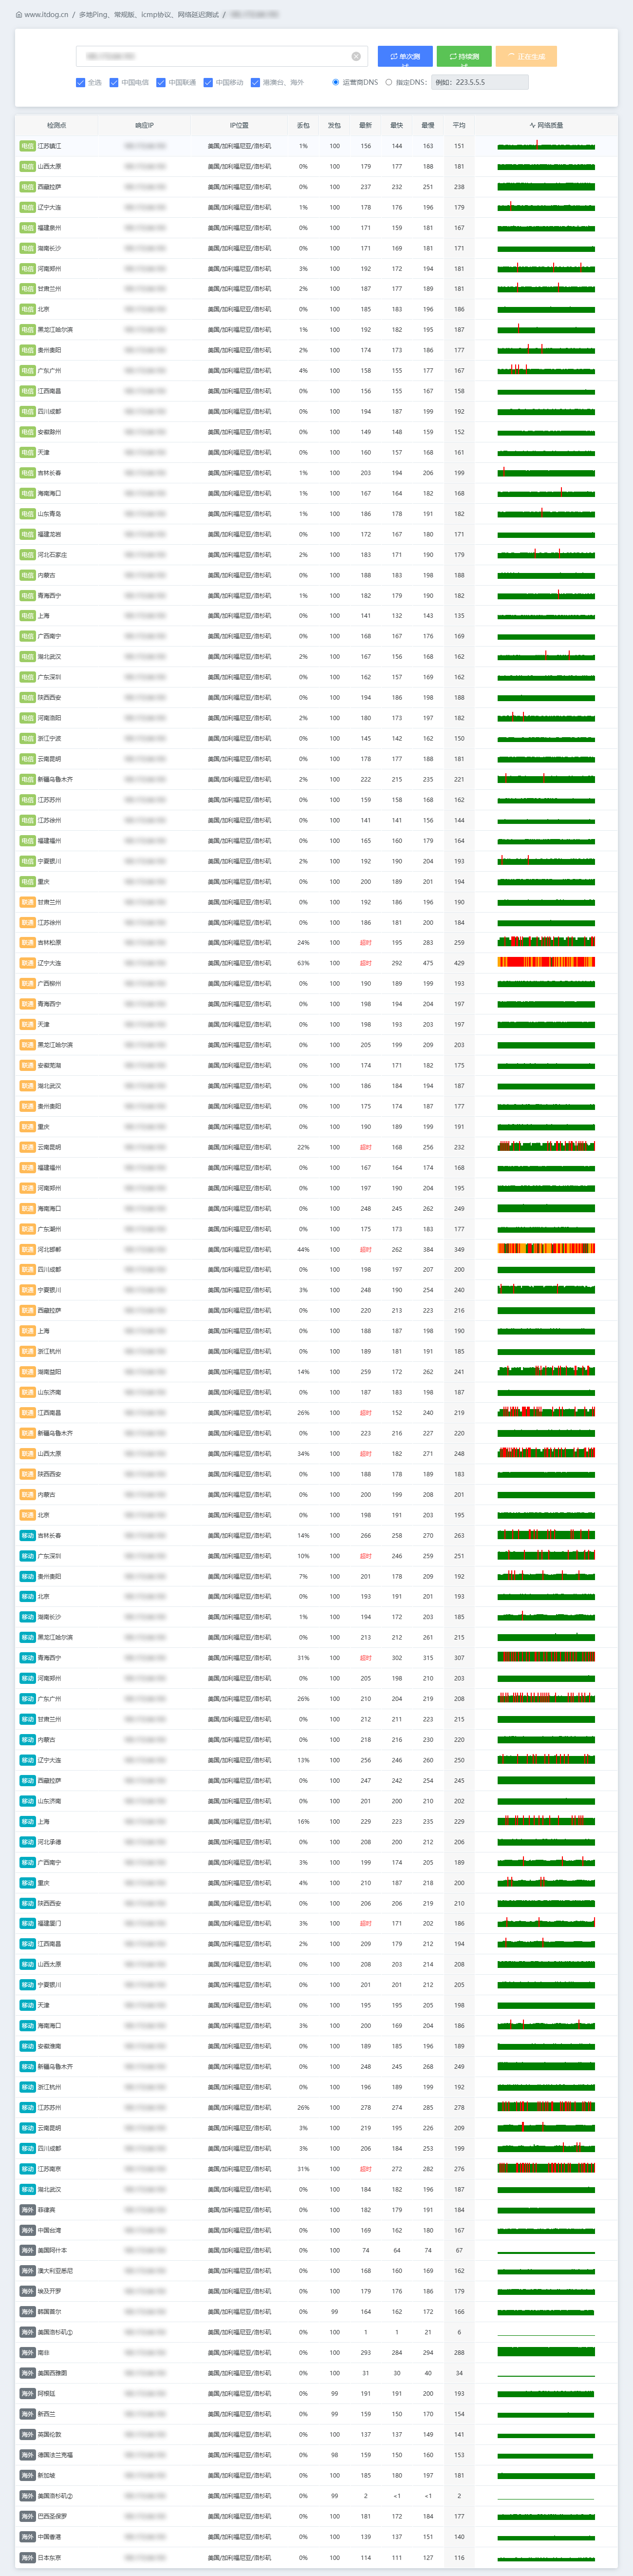 www.itdog.cn / 多地Ping、常规版、icmp协议、网络延迟测试 /
单次测试 持续测试 正在生成
全选 中国电信 中国联通 中国移动 港澳台、海外 运营商DNS 指定DNS: 例如：223.5.5.5
检测点 响应IP IP位置 丢包 发包 最新 最快 最慢 平均 网络质量
电信 江苏镇江 美国/加利福尼亚/洛杉矶 1% 100 156 144 163 151
电信 山西太原 美国/加利福尼亚/洛杉矶 0% 100 179 177 188 181
电信 西藏拉萨 美国/加利福尼亚/洛杉矶 0% 100 237 232 251 238
电信 辽宁大连 美国/加利福尼亚/洛杉矶 1% 100 178 176 196 179
电信 福建泉州 美国/加利福尼亚/洛杉矶 0% 100 171 159 181 167
电信 湖南长沙 美国/加利福尼亚/洛杉矶 0% 100 171 169 181 171
电信 河南郑州 美国/加利福尼亚/洛杉矶 3% 100 192 172 194 181
电信 甘肃兰州 美国/加利福尼亚/洛杉矶 2% 100 187 177 189 181
电信 北京 美国/加利福尼亚/洛杉矶 0% 100 185 183 196 186
电信 黑龙江哈尔滨 美国/加利福尼亚/洛杉矶 1% 100 192 182 195 187
电信 贵州贵阳 美国/加利福尼亚/洛杉矶 2% 100 174 173 186 177
电信 广东广州 美国/加利福尼亚/洛杉矶 4% 100 158 155 177 167
电信 江西南昌 美国/加利福尼亚/洛杉矶 0% 100 156 155 167 158
电信 四川成都 美国/加利福尼亚/洛杉矶 0% 100 194 187 199 192
电信 安徽滁州 美国/加利福尼亚/洛杉矶 0% 100 149 148 159 152
电信 天津 美国/加利福尼亚/洛杉矶 0% 100 160 157 168 161
电信 吉林长春 美国/加利福尼亚/洛杉矶 1% 100 203 194 206 199
电信 海南海口 美国/加利福尼亚/洛杉矶 1% 100 167 164 182 168
电信 山东青岛 美国/加利福尼亚/洛杉矶 1% 100 186 178 191 182
电信 福建龙岩 美国/加利福尼亚/洛杉矶 0% 100 172 167 180 171
电信 河北石家庄 美国/加利福尼亚/洛杉矶 2% 100 183 171 190 179
电信 内蒙古 美国/加利福尼亚/洛杉矶 0% 100 188 183 198 188
电信 青海西宁 美国/加利福尼亚/洛杉矶 1% 100 182 179 190 182
电信 上海 美国/加利福尼亚/洛杉矶 0% 100 141 132 143 135
电信 广西南宁 美国/加利福尼亚/洛杉矶 0% 100 168 167 176 169
电信 湖北武汉 美国/加利福尼亚/洛杉矶 2% 100 167 156 168 162
电信 广东深圳 美国/加利福尼亚/洛杉矶 0% 100 162 157 169 162
电信 陕西西安 美国/加利福尼亚/洛杉矶 0% 100 194 186 198 188
电信 河南洛阳 美国/加利福尼亚/洛杉矶 2% 100 180 173 197 182
电信 浙江宁波 美国/加利福尼亚/洛杉矶 0% 100 145 142 162 150
电信 云南昆明 美国/加利福尼亚/洛杉矶 0% 100 178 177 188 181
电信 新疆乌鲁木齐 美国/加利福尼亚/洛杉矶 2% 100 222 215 235 221
电信 江苏苏州 美国/加利福尼亚/洛杉矶 0% 100 159 158 168 162
电信 江苏徐州 美国/加利福尼亚/洛杉矶 0% 100 141 141 156 144
电信 福建福州 美国/加利福尼亚/洛杉矶 0% 100 165 160 179 164
电信 宁夏银川 美国/加利福尼亚/洛杉矶 2% 100 192 190 204 193
电信 重庆 美国/加利福尼亚/洛杉矶 0% 100 200 189 201 194
联通 甘肃兰州 美国/加利福尼亚/洛杉矶 0% 100 192 186 196 190
联通 江苏徐州 美国/加利福尼亚/洛杉矶 0% 100 186 181 200 184
联通 吉林松原 美国/加利福尼亚/洛杉矶 24% 100 超时 195 283 259
联通 辽宁大连 美国/加利福尼亚/洛杉矶 63% 100 超时 292 475 429
联通 广西柳州 美国/加利福尼亚/洛杉矶 0% 100 190 189 199 193
联通 青海西宁 美国/加利福尼亚/洛杉矶 0% 100 198 194 204 197
联通 天津 美国/加利福尼亚/洛杉矶 0% 100 198 193 203 197
联通 黑龙江哈尔滨 美国/加利福尼亚/洛杉矶 0% 100 205 199 209 203
联通 安徽芜湖 美国/加利福尼亚/洛杉矶 0% 100 174 171 182 175
联通 湖北武汉 美国/加利福尼亚/洛杉矶 0% 100 186 184 194 187
联通 贵州贵阳 美国/加利福尼亚/洛杉矶 0% 100 175 174 187 177
联通 重庆 美国/加利福尼亚/洛杉矶 0% 100 190 189 199 191
联通 云南昆明 美国/加利福尼亚/洛杉矶 22% 100 超时 168 256 232
联通 福建福州 美国/加利福尼亚/洛杉矶 0% 100 167 164 174 168
联通 河南郑州 美国/加利福尼亚/洛杉矶 0% 100 197 190 204 195
联通 海南海口 美国/加利福尼亚/洛杉矶 0% 100 248 245 262 249
联通 广东潮州 美国/加利福尼亚/洛杉矶 0% 100 175 173 183 177
联通 河北邯郸 美国/加利福尼亚/洛杉矶 44% 100 超时 262 384 349
联通 四川成都 美国/加利福尼亚/洛杉矶 0% 100 198 197 207 200
联通 宁夏银川 美国/加利福尼亚/洛杉矶 3% 100 248 190 254 240
联通 西藏拉萨 美国/加利福尼亚/洛杉矶 0% 100 220 213 223 216
联通 上海 美国/加利福尼亚/洛杉矶 0% 100 188 187 198 190
联通 浙江杭州 美国/加利福尼亚/洛杉矶 0% 100 189 181 191 185
联通 湖南益阳 美国/加利福尼亚/洛杉矶 14% 100 259 172 262 241
联通 山东济南 美国/加利福尼亚/洛杉矶 0% 100 187 183 198 187
联通 江西南昌 美国/加利福尼亚/洛杉矶 26% 100 超时 152 240 219
联通 新疆乌鲁木齐 美国/加利福尼亚/洛杉矶 0% 100 223 216 227 220
联通 山西太原 美国/加利福尼亚/洛杉矶 34% 100 超时 182 271 248
联通 陕西西安 美国/加利福尼亚/洛杉矶 0% 100 188 178 189 183
联通 内蒙古 美国/加利福尼亚/洛杉矶 0% 100 200 199 208 201
联通 北京 美国/加利福尼亚/洛杉矶 0% 100 198 191 203 195
移动 吉林长春 美国/加利福尼亚/洛杉矶 14% 100 266 258 270 263
移动 广东深圳 美国/加利福尼亚/洛杉矶 10% 100 超时 246 259 251
移动 贵州贵阳 美国/加利福尼亚/洛杉矶 7% 100 201 178 209 192
移动 北京 美国/加利福尼亚/洛杉矶 0% 100 193 191 201 193
移动 湖南长沙 美国/加利福尼亚/洛杉矶 1% 100 194 172 203 185
移动 黑龙江哈尔滨 美国/加利福尼亚/洛杉矶 0% 100 213 212 261 215
移动 青海西宁 美国/加利福尼亚/洛杉矶 31% 100 超时 302 315 307
移动 河南郑州 美国/加利福尼亚/洛杉矶 0% 100 205 198 210 203
移动 广东广州 美国/加利福尼亚/洛杉矶 26% 100 210 204 219 208
移动 甘肃兰州 美国/加利福尼亚/洛杉矶 0% 100 212 211 223 215
移动 内蒙古 美国/加利福尼亚/洛杉矶 0% 100 218 216 230 220
移动 辽宁大连 美国/加利福尼亚/洛杉矶 13% 100 256 246 260 250
移动 西藏拉萨 美国/加利福尼亚/洛杉矶 0% 100 247 242 254 245
移动 山东济南 美国/加利福尼亚/洛杉矶 0% 100 201 200 210 202
移动 上海 美国/加利福尼亚/洛杉矶 16% 100 229 223 235 229
移动 河北承德 美国/加利福尼亚/洛杉矶 0% 100 208 200 212 206
移动 广西南宁 美国/加利福尼亚/洛杉矶 3% 100 199 174 205 189
移动 重庆 美国/加利福尼亚/洛杉矶 4% 100 210 187 218 200
移动 陕西西安 美国/加利福尼亚/洛杉矶 0% 100 206 206 219 210
移动 福建厦门 美国/加利福尼亚/洛杉矶 3% 100 超时 171 202 186
移动 江西南昌 美国/加利福尼亚/洛杉矶 2% 100 209 179 212 194
移动 山西太原 美国/加利福尼亚/洛杉矶 0% 100 208 203 214 208
移动 宁夏银川 美国/加利福尼亚/洛杉矶 0% 100 201 201 212 205
移动 天津 美国/加利福尼亚/洛杉矶 0% 100 195 195 205 198
移动 海南海口 美国/加利福尼亚/洛杉矶 3% 100 200 169 204 186
移动 安徽淮南 美国/加利福尼亚/洛杉矶 0% 100 189 185 196 189
移动 新疆乌鲁木齐 美国/加利福尼亚/洛杉矶 0% 100 248 245 268 249
移动 浙江杭州 美国/加利福尼亚/洛杉矶 0% 100 196 189 199 192
移动 江苏苏州 美国/加利福尼亚/洛杉矶 26% 100 278 274 285 278
移动 云南昆明 美国/加利福尼亚/洛杉矶 3% 100 219 195 226 209
移动 四川成都 美国/加利福尼亚/洛杉矶 3% 100 206 184 253 199
移动 江苏南京 美国/加利福尼亚/洛杉矶 31% 100 超时 272 282 276
移动 湖北武汉 美国/加利福尼亚/洛杉矶 0% 100 184 182 196 187
海外 菲律宾 美国/加利福尼亚/洛杉矶 0% 100 182 179 191 184
海外 中国台湾 美国/加利福尼亚/洛杉矶 0% 100 169 162 180 167
海外 美国阿什本 美国/加利福尼亚/洛杉矶 0% 100 74 64 74 67
海外 澳大利亚悉尼 美国/加利福尼亚/洛杉矶 0% 100 168 160 169 162
海外 埃及开罗 美国/加利福尼亚/洛杉矶 0% 100 179 176 186 179
海外 韩国首尔 美国/加利福尼亚/洛杉矶 0% 99 164 162 172 166
海外 美国洛杉矶① 美国/加利福尼亚/洛杉矶 0% 100 1 1 21 6
海外 南非 美国/加利福尼亚/洛杉矶 0% 100 293 284 294 288
海外 美国西雅图 美国/加利福尼亚/洛杉矶 0% 100 31 30 40 34
海外 阿根廷 美国/加利福尼亚/洛杉矶 0% 99 191 191 200 193
海外 新西兰 美国/加利福尼亚/洛杉矶 0% 99 159 150 170 154
海外 英国伦敦 美国/加利福尼亚/洛杉矶 0% 100 137 137 149 141
海外 德国法兰克福 美国/加利福尼亚/洛杉矶 0% 98 159 150 160 153
海外 新加坡 美国/加利福尼亚/洛杉矶 0% 100 185 180 197 181
海外 美国洛杉矶② 美国/加利福尼亚/洛杉矶 0% 99 2 <1 <1 2
海外 巴西圣保罗 美国/加利福尼亚/洛杉矶 0% 100 181 172 184 177
海外 中国香港 美国/加利福尼亚/洛杉矶 0% 100 139 137 151 140
海外 日本东京 美国/加利福尼亚/洛杉矶 0% 100 114 111 127 116